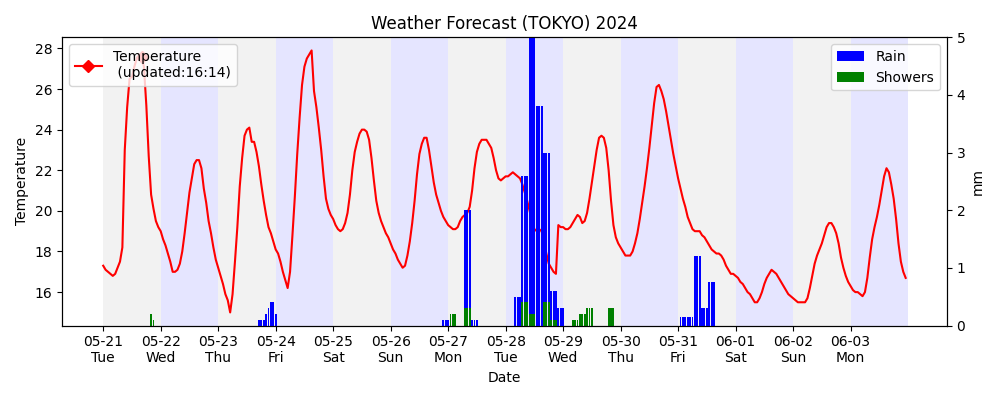 Weather Forecast (TOKYO) 2024
Temperature
(updated:16:14)
Rain
Showers
Temperature
28
26
24
22
20
18
16
5
4
3
2
1
0
mm
05-21 05-22 05-23 05-24 05-25 05-26 05-27 05-28 05-29 05-30 05-31 06-01 06-02 06-03
Tue Wed Thu Fri Sat Sun Mon Tue Wed Thu Fri Sat Sun Mon
Date